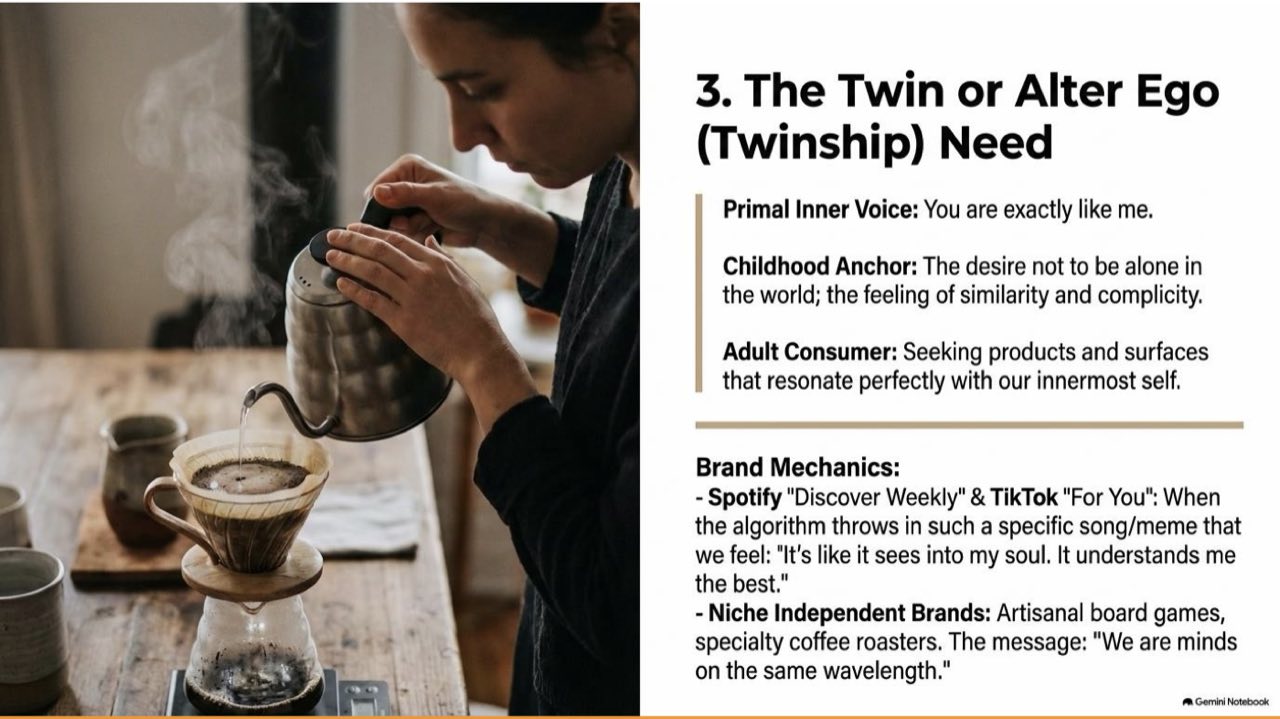 3. The Twin or Alter Ego
(Twinship) Need
Primal Inner Voice: You are exactly like me.
Childhood Anchor: The desire not to be alone in
the world; the feeling of similarity and complicity.
Adult Consumer: Seeking products and surfaces
that resonate perfectly with our innermost self.
Brand Mechanics:
- Spotify "Discover Weekly" & TikTok "For You": When
the algorithm throws in such a specific song/meme that
we feel: "It's like it sees into my soul. It understands me
the best."
- Niche Independent Brands: Artisanal board games,
specialty coffee roasters. The message: "We are minds
on the same wavelength."
Gemini Notebook